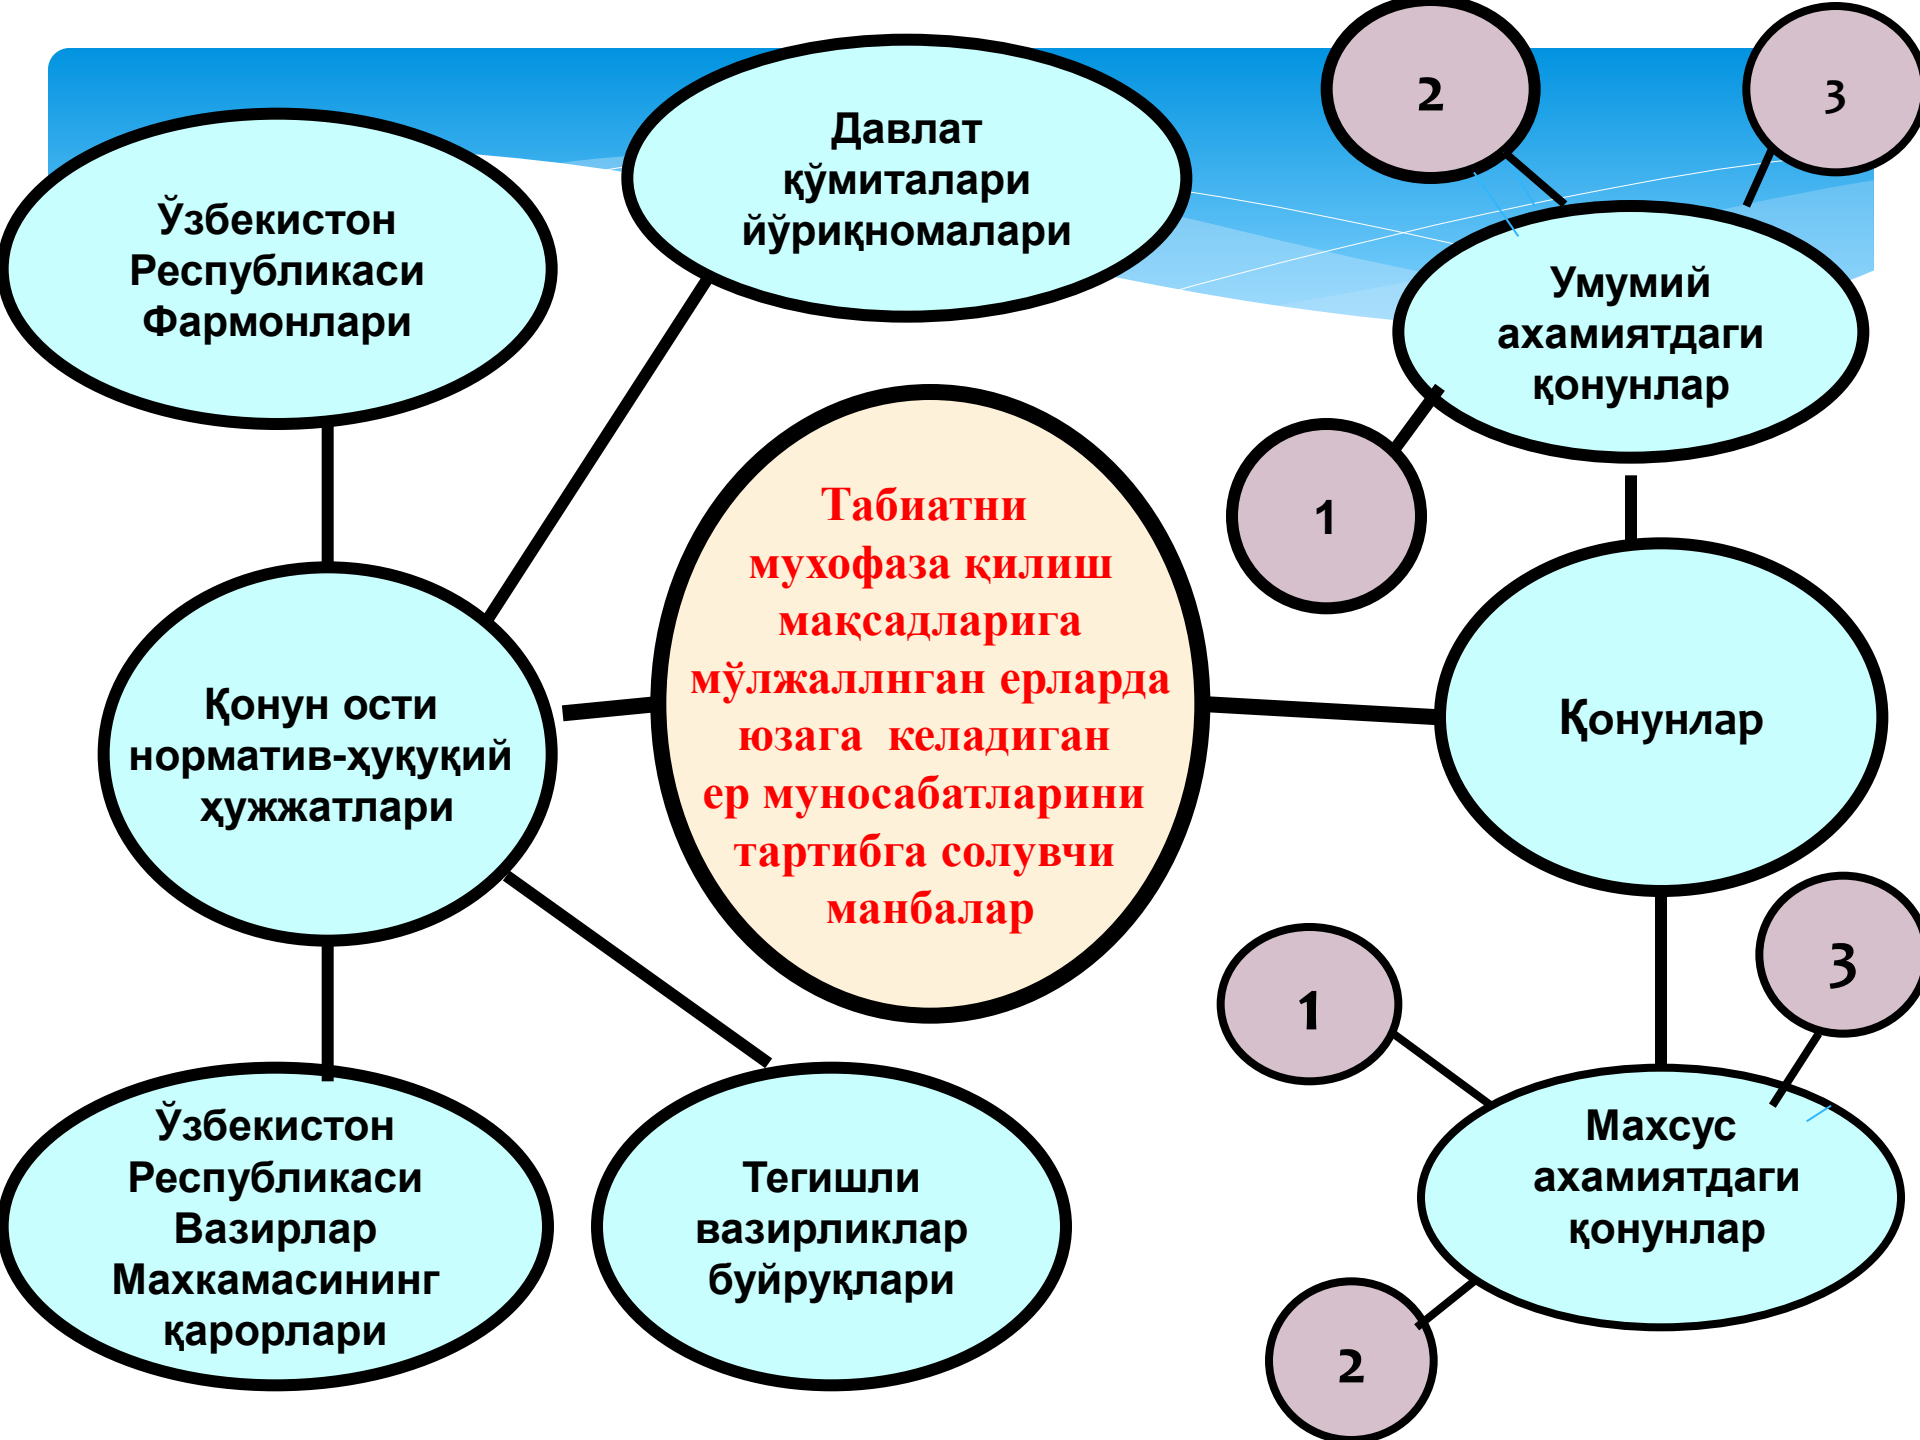 Давлат
қўмиталари
йўриқномалари
2
3
Ўзбекистон
Республикаси
Фармонлари
Умумий
ахамиятдаги
қонунлар
1
Табиатни
мухофаза қилиш
мақсадларига
мўлжаллнган ерларда
юзага келадиган
ер муносабатларини
тартибга солувчи
манбалар
Қонун ости
норматив-ҳуқуқий
ҳужжатлари
Қонунлар
1
3
Ўзбекистон
Республикаси
Вазирлар
Махкамасининг
қарорлари
Тегишли
вазирликлар
буйруқлари
Махсус
ахамиятдаги
қонунлар
2